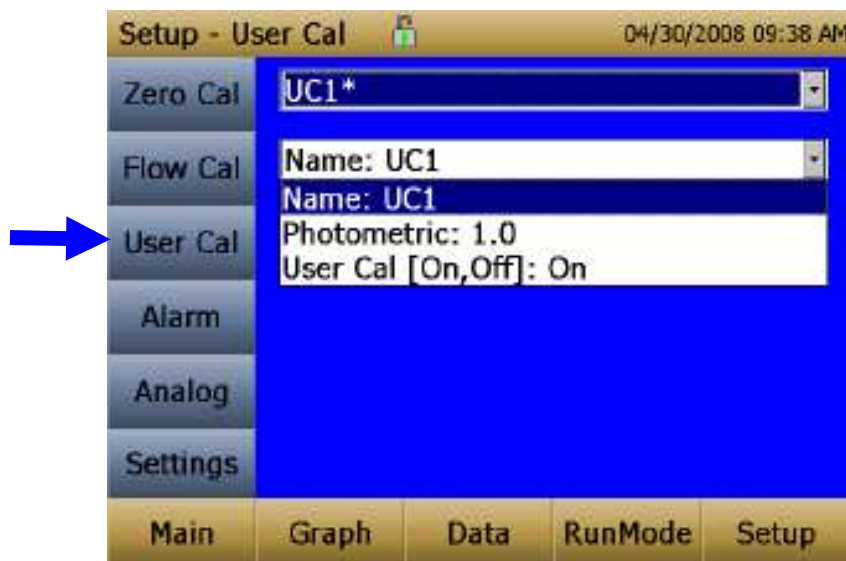 Setup - User Cal 04/30/2008 09:38 AM
Zero Cal
UC1*
Flow Cal
Name: UC1
Name: UC1
User Cal
Photometric: 1.0
User Cal [On,Off]: On
Alarm
Analog
Settings
Main Graph Data RunMode Setup